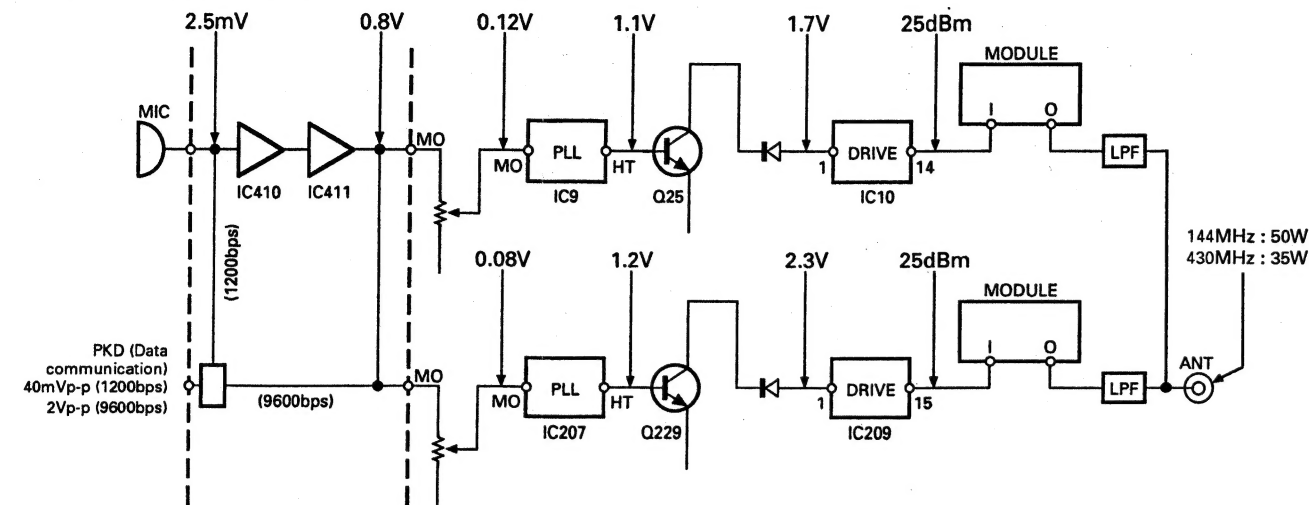 2.5mV
0.8V
0.12V
1.1V
1.7V
25dBm
MODULE
MIC
I
O
MO
MO
PLL
HT
1
DRIVE
14
LPF
IC410
IC411
IC9
Q25
IC10
(1200bps)
0.08V
1.2V
2.3V
25dBm
MODULE
144MHz : 50W
430MHz : 35W
PKD (Data
communication)
40mVp-p (1200bps)
2Vp-p (9600bps)
(9600bps)
MO
MO
PLL
HT
1
DRIVE
15
I
O
LPF
ANT
IC207
Q229
IC209